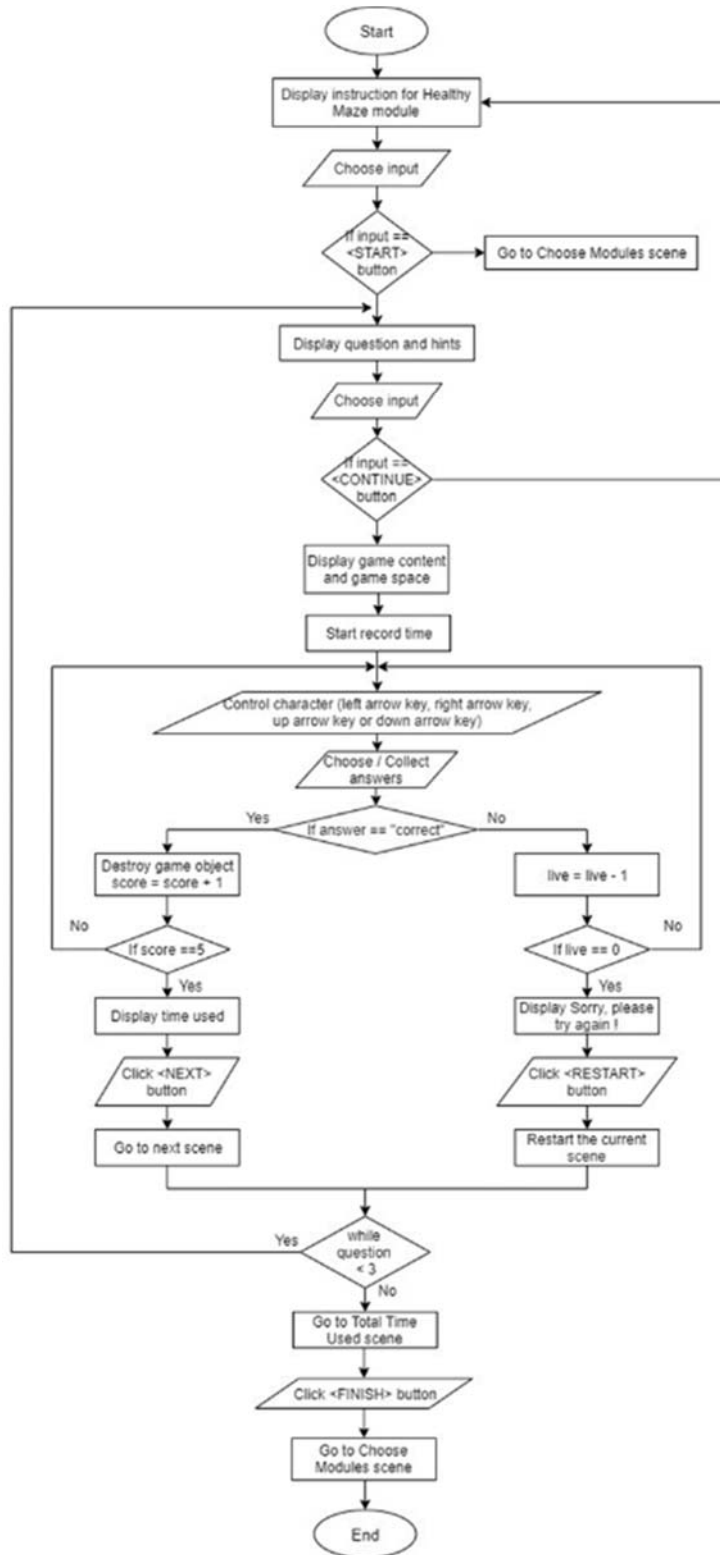 Start
Display instruction for Healthy
Maze module
Choose input
If input ==
<START>
button
Go to Choose Modules scene
Display question and hints
Choose input
If input ==
<CONTINUE>
button
Display game content
and game space
Start record time
Control character (left arrow key, right arrow key,
up arrow key or down arrow key)
Choose / Collect
answers
Yes
If answer == "correct"
No
Destroy game object
score = score + 1
live = live - 1
No
If score ==5
If live == 0
No
Yes
Yes
Display time used
Display Sorry, please
try again !
Click <NEXT>
button
Click <RESTART>
button
Go to next scene
Restart the current
scene
Yes
while
question
< 3
No
Go to Total Time
Used scene
Click <FINISH> button
Go to Choose
Modules scene
End